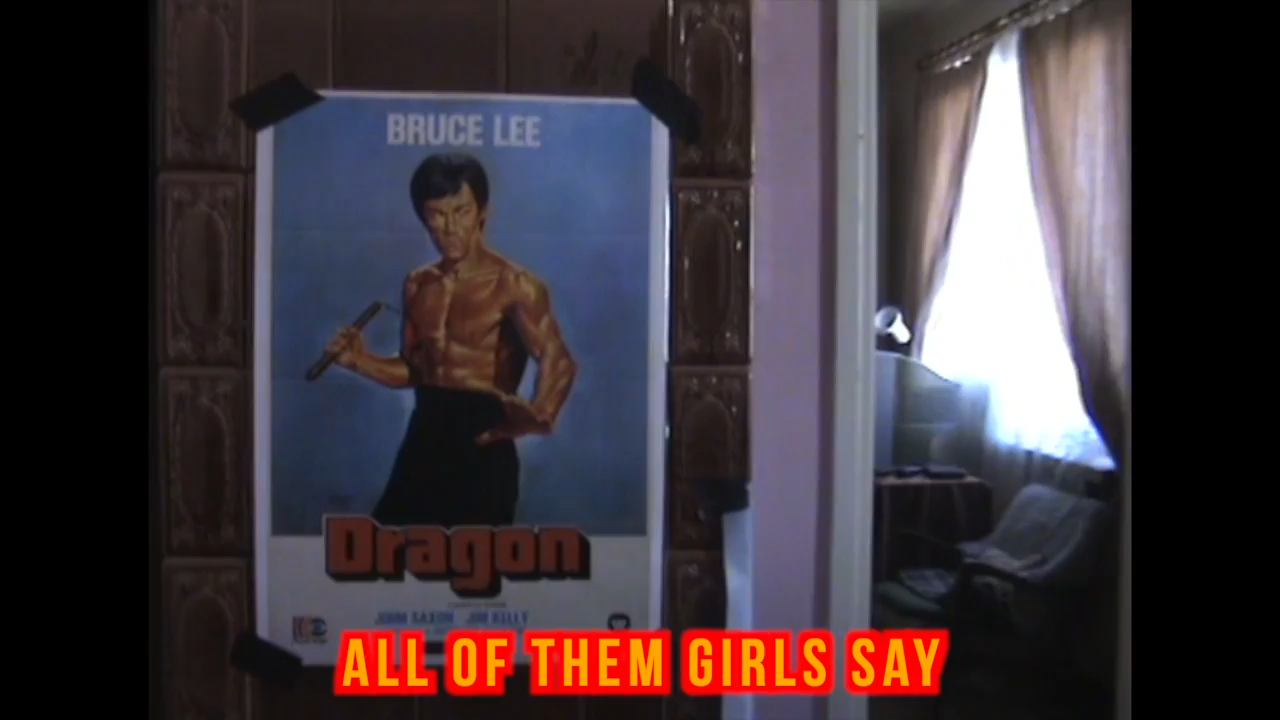 BRUCE LEE
Dragon
JOHN SAXON JIM KELLY
ALL OF THEM GIRLS SAY